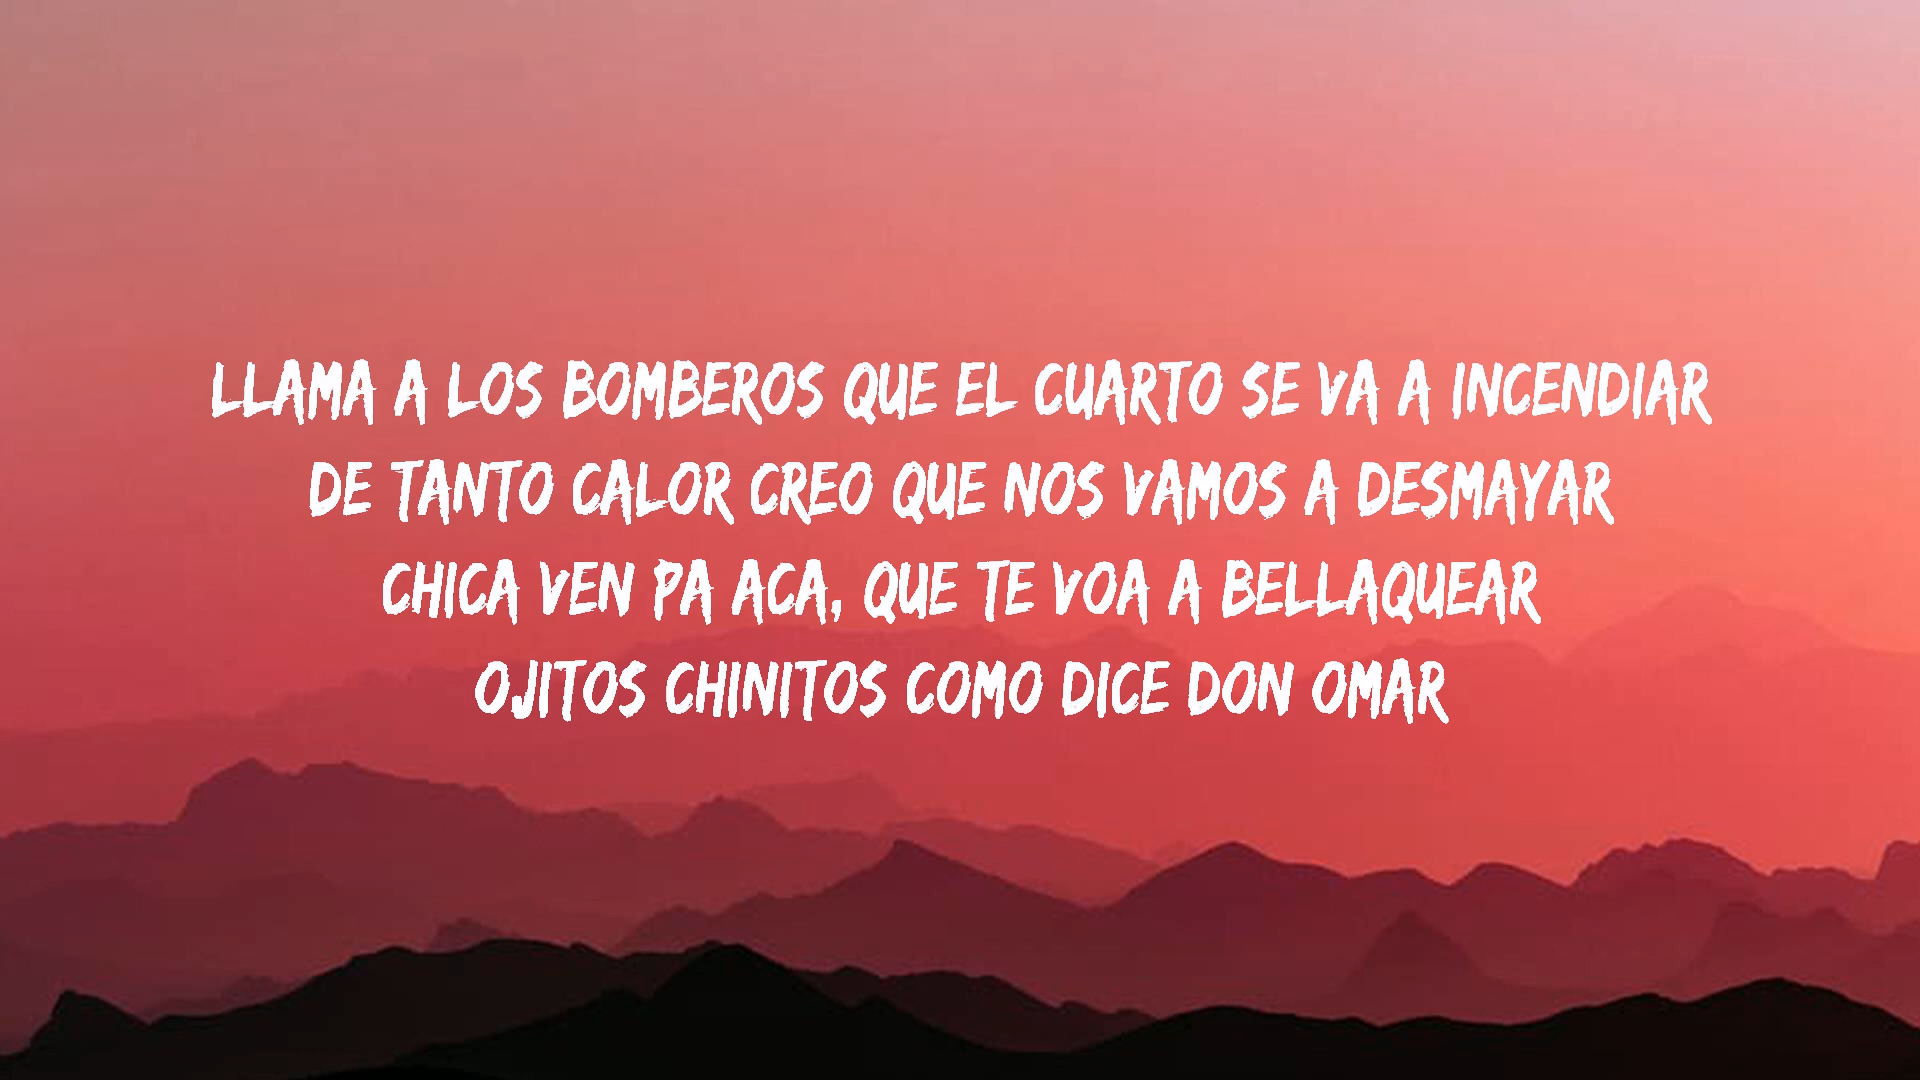 LLAMA A LOS BOMBEROS QUE EL CUARTO SE VA A INCENDIAR
DE TANTO CALOR CREO QUE NOS VAMOS A DESMAYAR
CHICA VEN PA ACA, QUE TE VOA A BELLAQUEAR
OJITOS CHINITOS COMO DICE DON OMAR